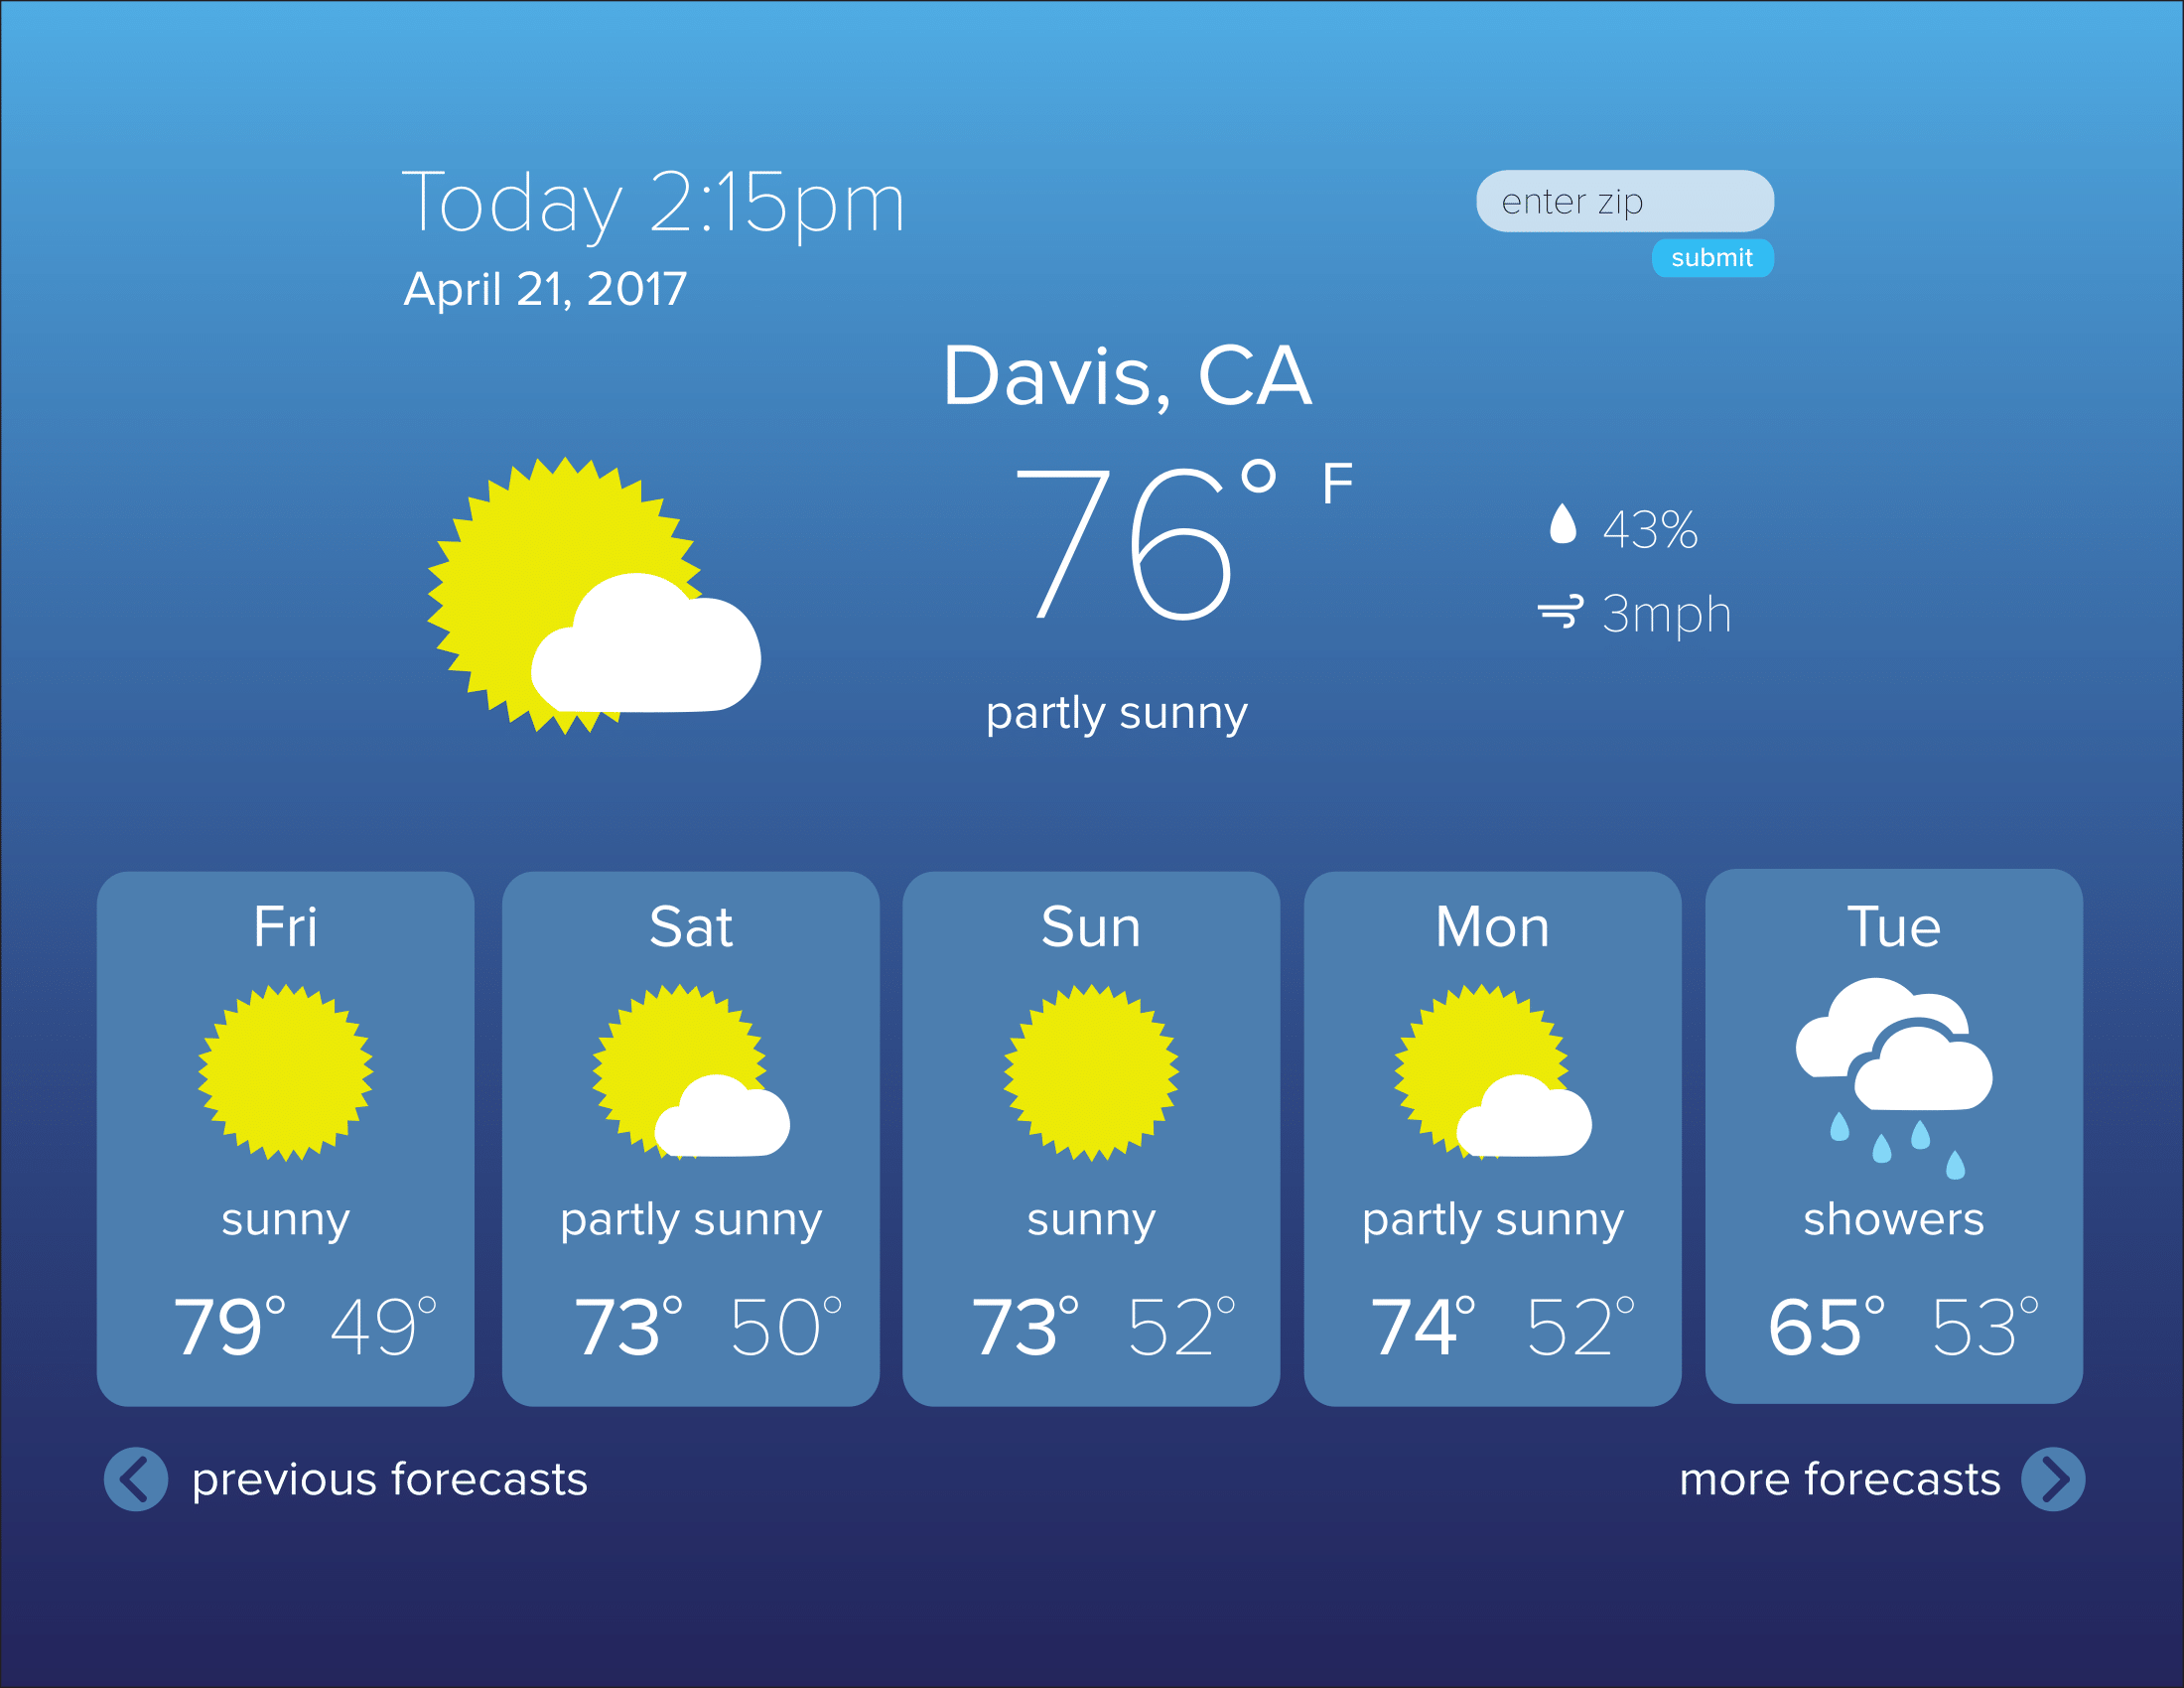 Today 2:15pm
April 21, 2017
enter zip
submit
Davis, CA
76° F
43%
3mph
partly sunny
Fri
sunny
79° 49°
Sat
partly sunny
73° 50°
Sun
sunny
73° 52°
Mon
partly sunny
74° 52°
Tue
showers
65° 53°
previous forecasts
more forecasts